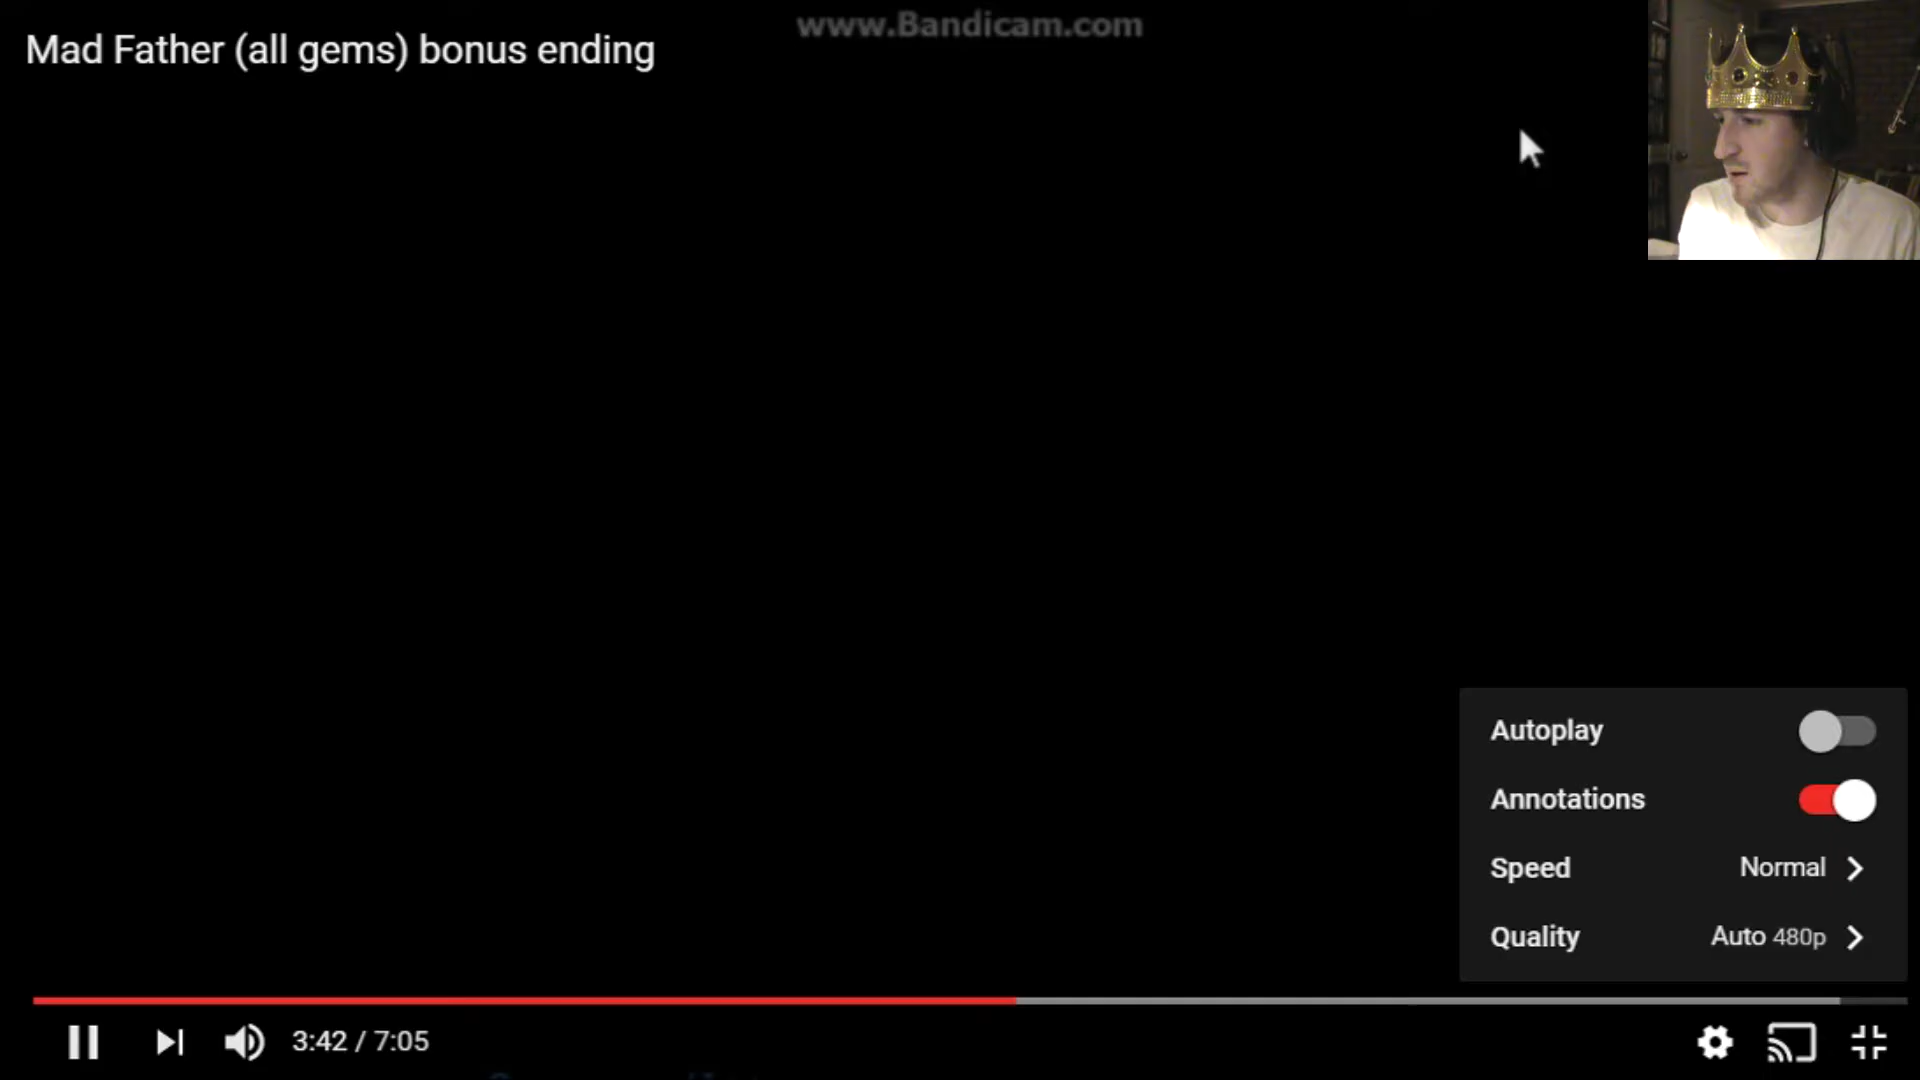 www.Bandicam.com
Mad Father (all gems) bonus ending
Autoplay
Annotations
Speed Normal
Quality Auto 480p
3:42 / 7:05